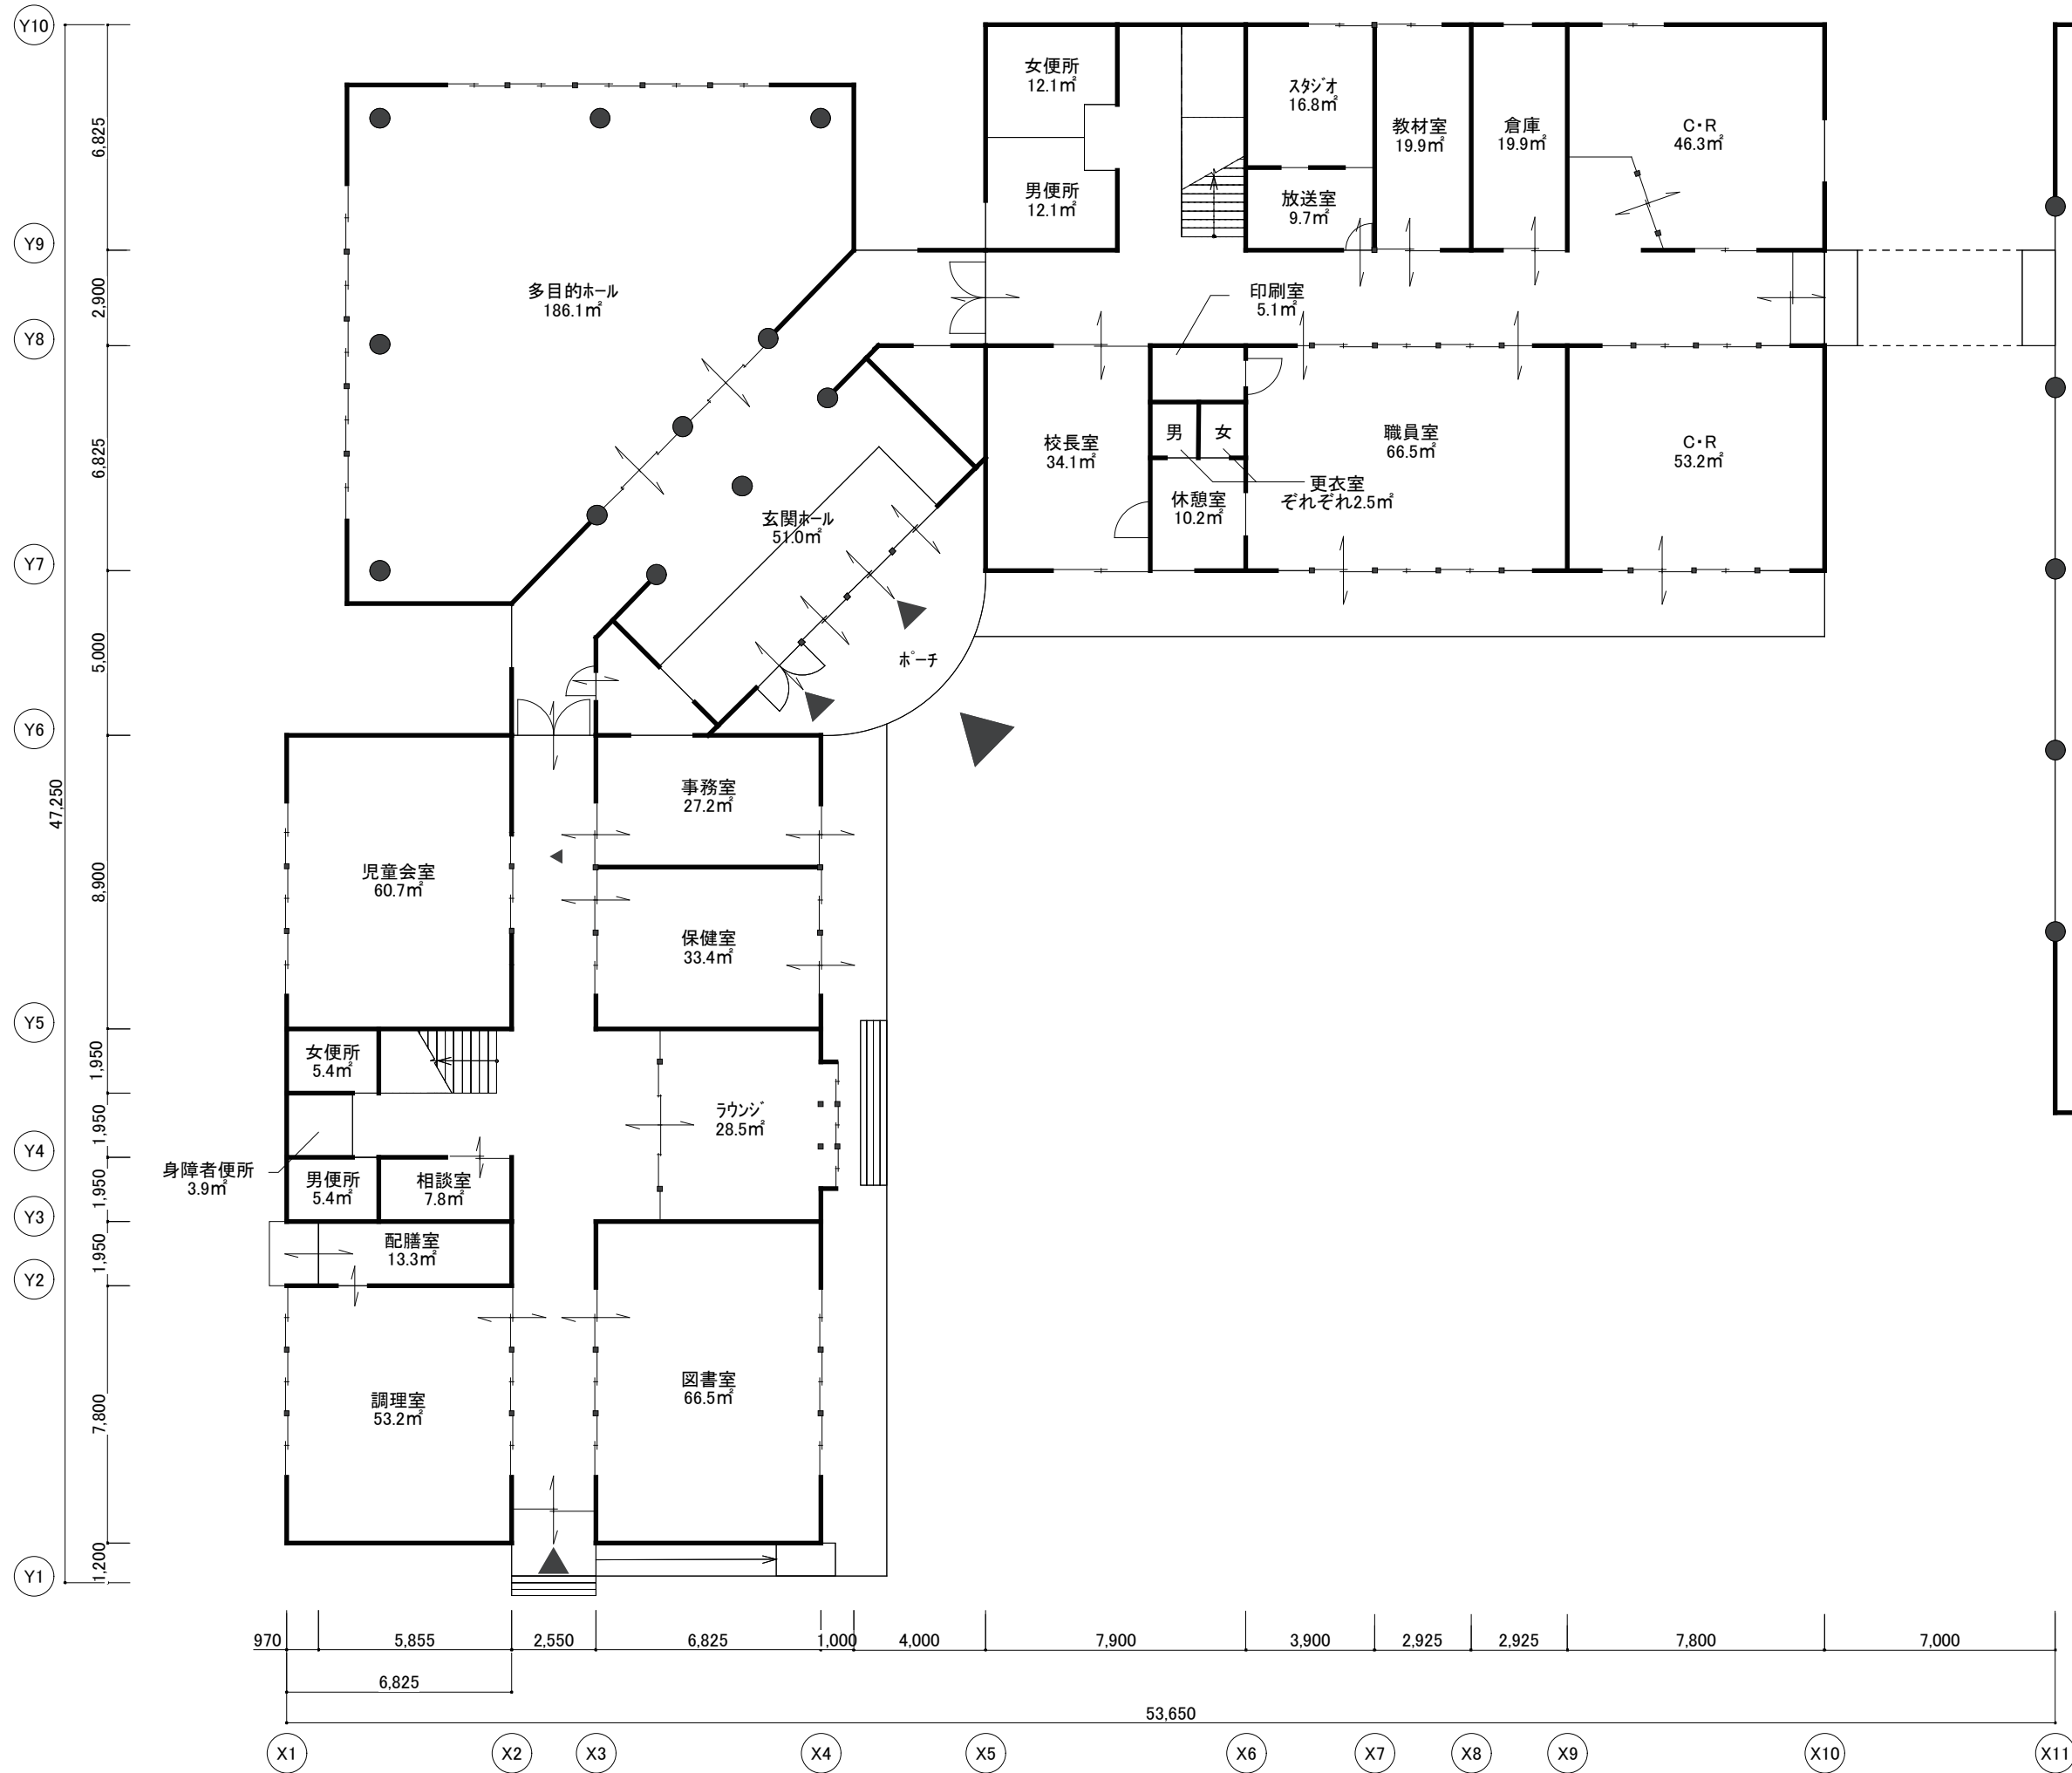 Y10
女便所
12.1㎡
スタジオ
16.8㎡
教材室
19.9㎡
倉庫
19.9㎡
C・R
46.3㎡
6,825
男便所
12.1㎡
放送室
9.7㎡
Y9
2,900
多目的ホール
186.1㎡
印刷室
5.1㎡
Y8
6,825
校長室
34.1㎡
男
女
職員室
66.5㎡
C・R
53.2㎡
更衣室
ぞれぞれ2.5㎡
休憩室
10.2㎡
玄関ホール
51.0㎡
Y7
5,000
ポーチ
Y6
47,250
事務室
27.2㎡
8,900
児童会室
60.7㎡
保健室
33.4㎡
Y5
1,950
女便所
5.4㎡
1,950
ラウンジ
28.5㎡
Y4
身障者便所
3.9㎡
1,950
男便所
5.4㎡
相談室
7.8㎡
Y3
1,950
配膳室
13.3㎡
Y2
7,800
調理室
53.2㎡
図書室
66.5㎡
1,200
Y1
970
5,855
2,550
6,825
1,000
4,000
7,900
3,900
2,925
2,925
7,800
7,000
6,825
53,650
X1
X2
X3
X4
X5
X6
X7
X8
X9
X10
X11